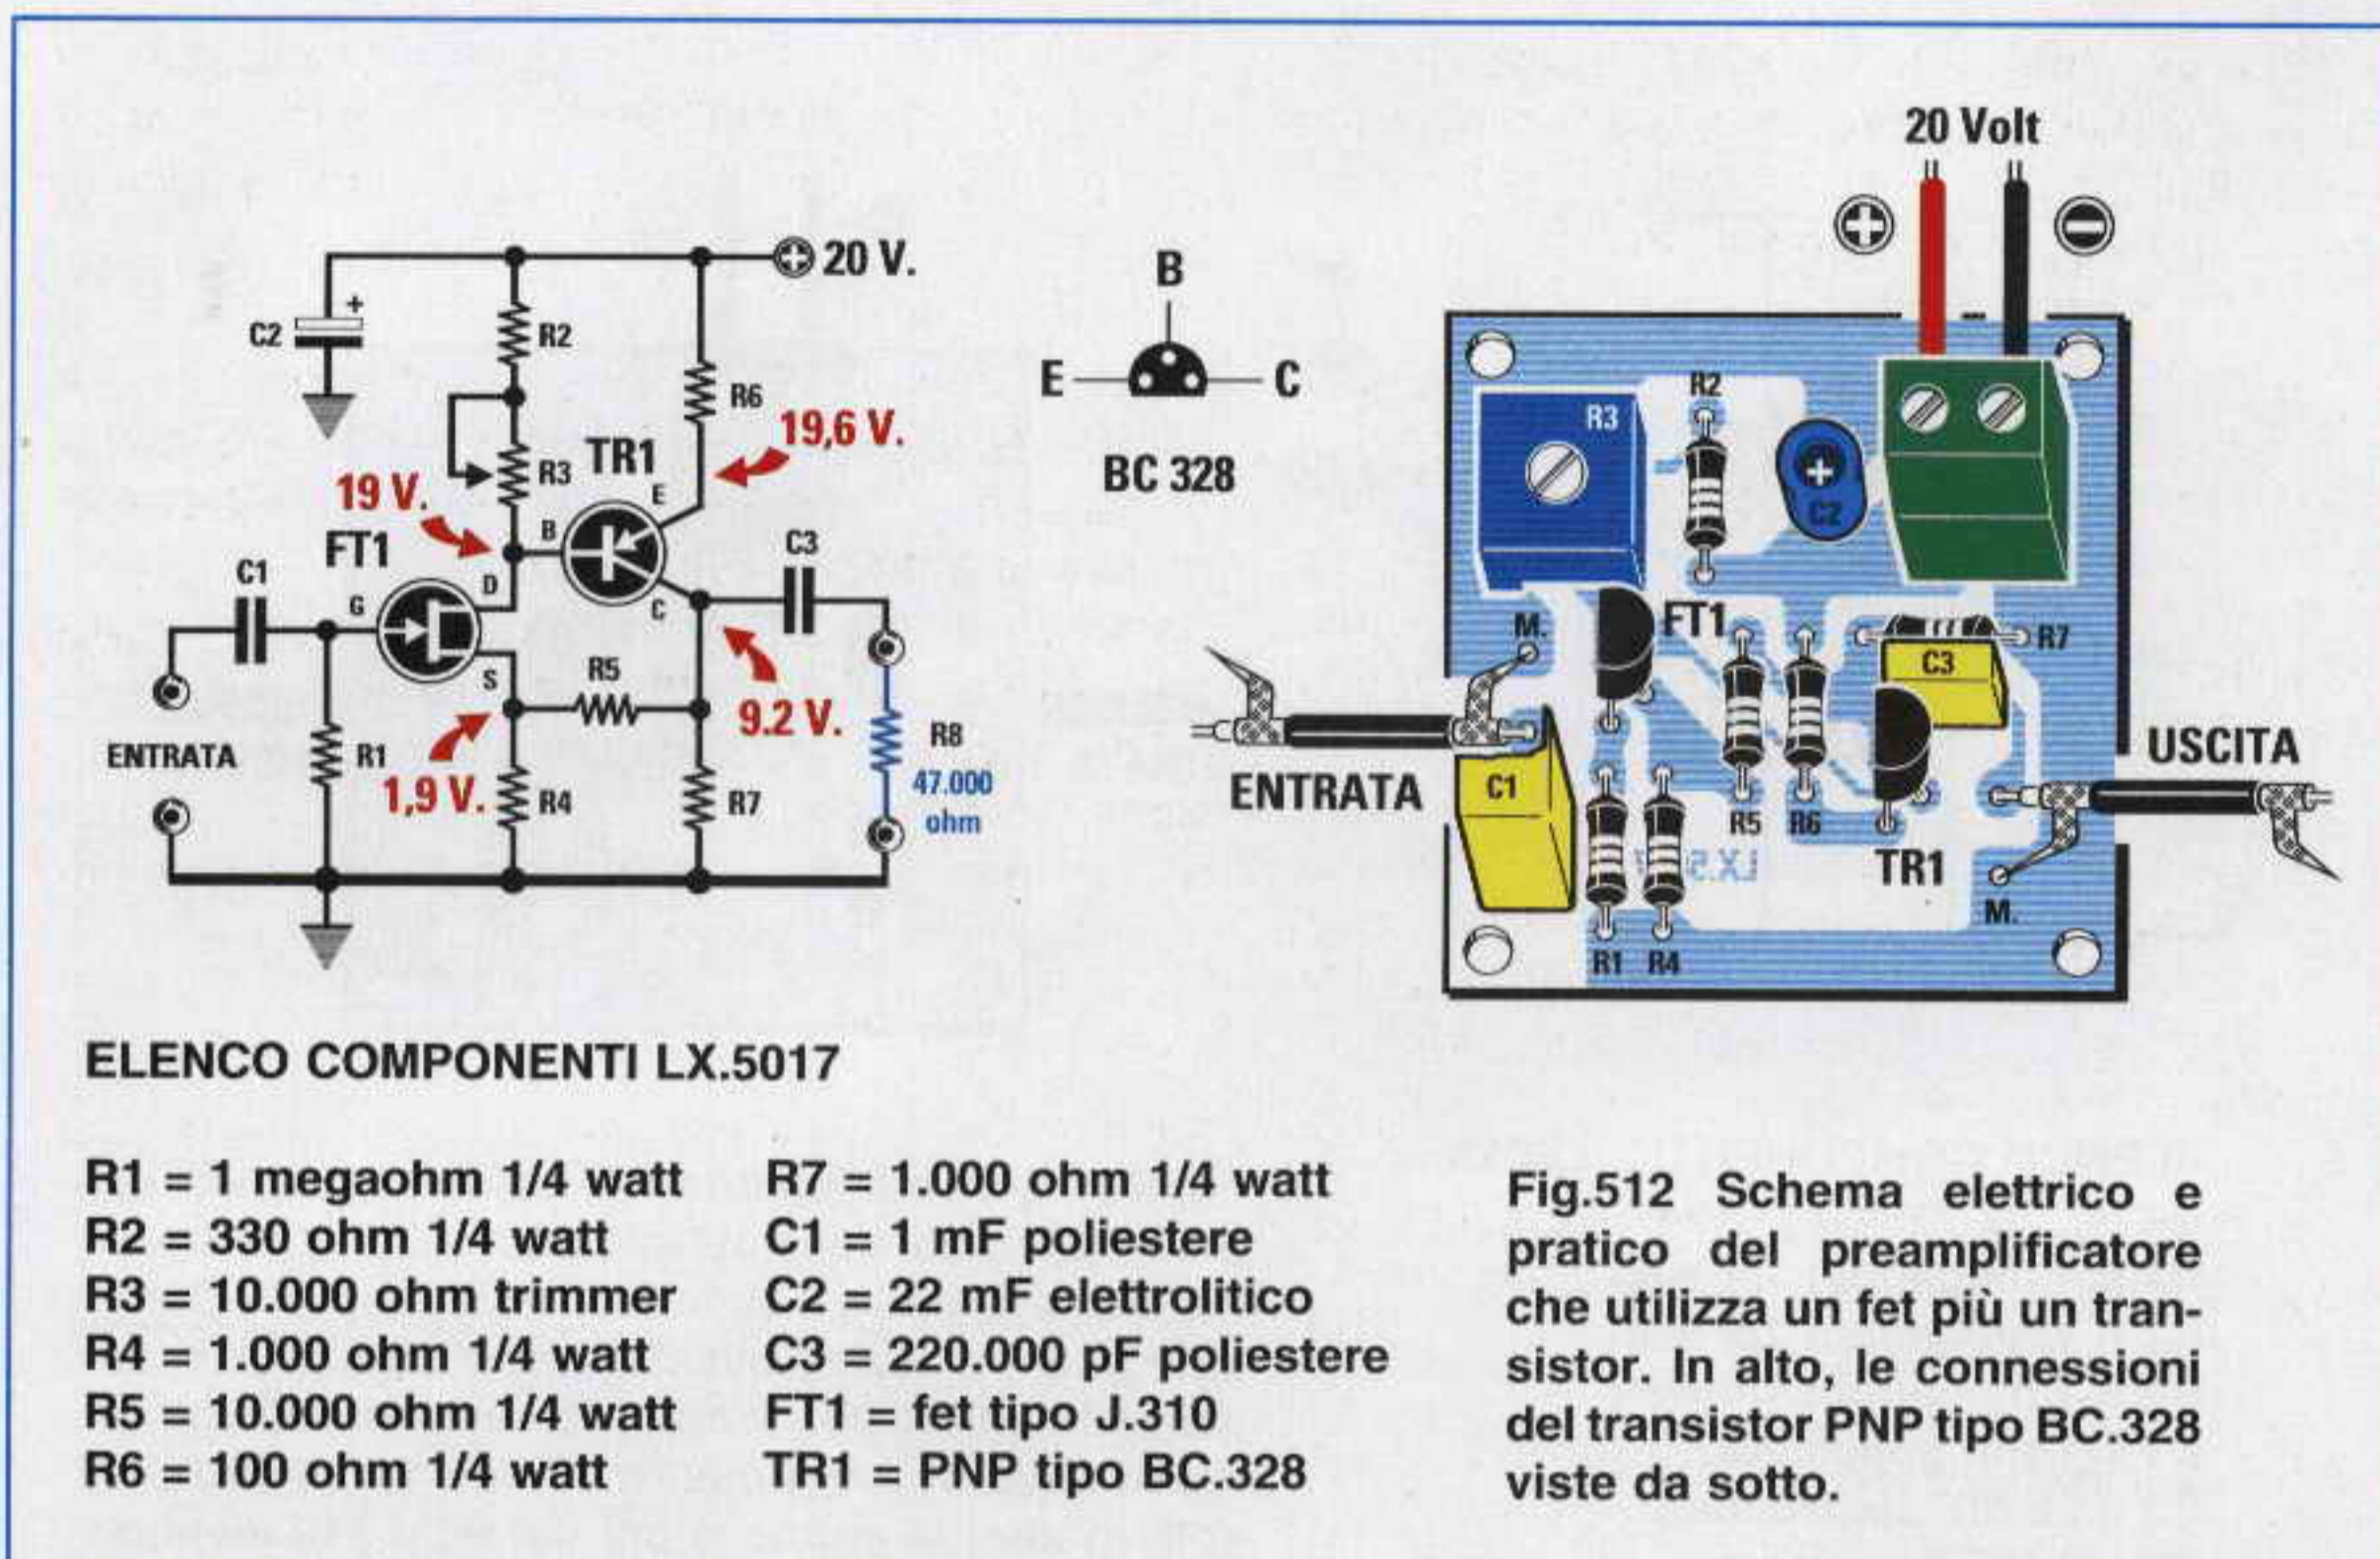 20 V.
C2
+
R2
R6
19,6 V.
R3
TR1
E
19 V.
B
FT1
D
C3
C1
G
C
S
R5
9.2 V.
R8
47.000
ohm
ENTRATA
R1
1,9 V.
R4
R7
B
E
C
BC 328
20 Volt
+
−
R2
R3
+
C2
M.
FT1
R7
C3
ENTRATA
C1
USCITA
R5
R6
TR1
M.
R1
R4
ELENCO COMPONENTI LX.5017
R1 = 1 megaohm 1/4 watt
R2 = 330 ohm 1/4 watt
R3 = 10.000 ohm trimmer
R4 = 1.000 ohm 1/4 watt
R5 = 10.000 ohm 1/4 watt
R6 = 100 ohm 1/4 watt
R7 = 1.000 ohm 1/4 watt
C1 = 1 mF poliestere
C2 = 22 mF elettrolitico
C3 = 220.000 pF poliestere
FT1 = fet tipo J.310
TR1 = PNP tipo BC.328
Fig.512 Schema elettrico e
pratico del preamplificatore
che utilizza un fet più un tran-
sistor. In alto, le connessioni
del transistor PNP tipo BC.328
viste da sotto.